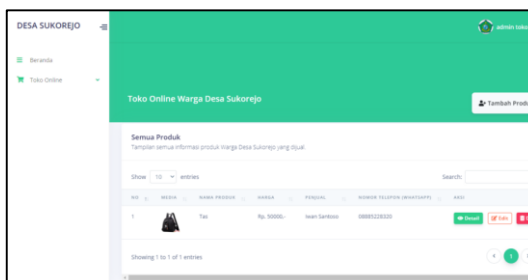 DESA SUKOREJO
admin toko
Beranda
Toko Online
Toko Online Warga Desa Sukorejo
Tambah Produ
Semua Produk
Tampilan semua informasi produk Warga Desa Sukorejo yang dijual.
Show 10 entries
Search:
NO MEDIA NAMA PRODUK HARGA PENJUAL NOMOR TELEPON (WHATSAPP) AKSI
1 Tas Rp. 50000,- Iwan Santoso Detail Edit
Showing 1 to 1 of 1 entries
1